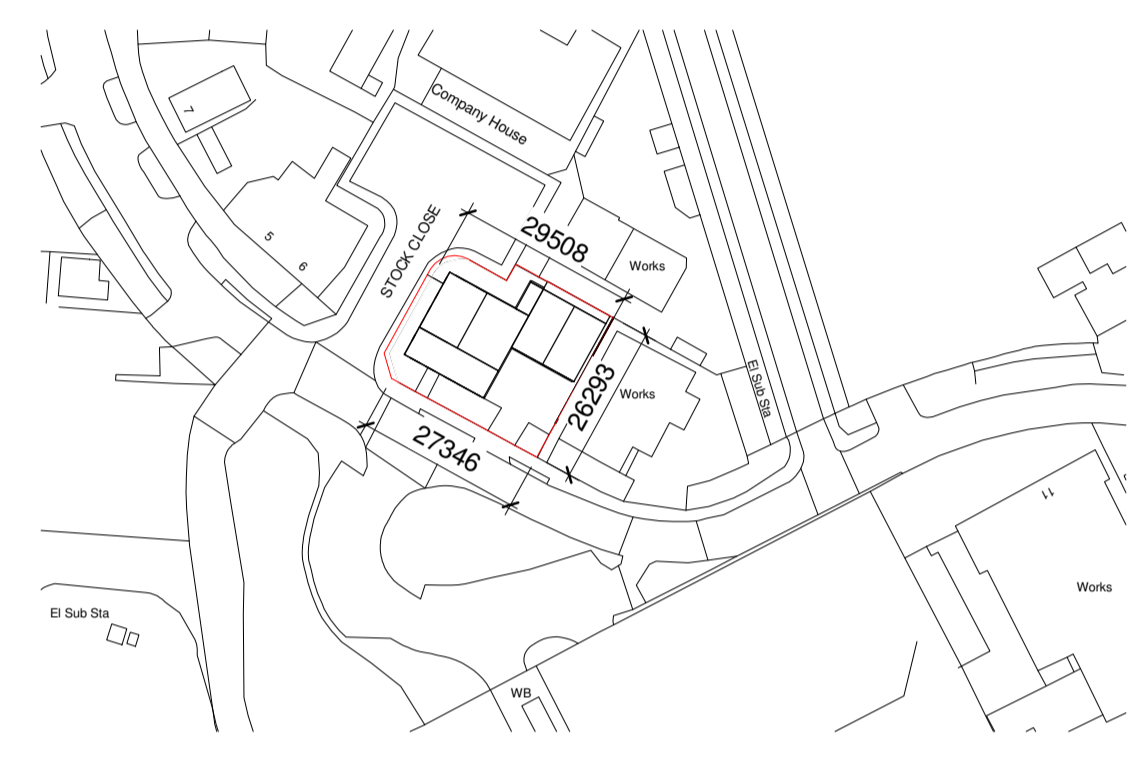 7
Company House
5
6
STOCK CLOSE
29508
Works
26293
Works
El Sub Sta
27346
11
Works
El Sub Sta
WB